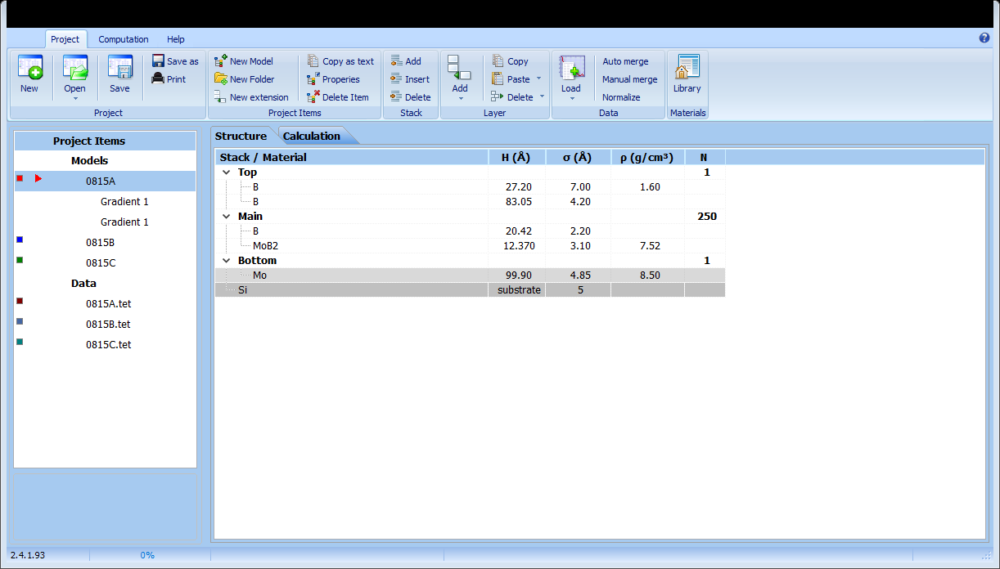 Project Computation Help
New
Open
Save
Save as
Print
Project
New Model
New Folder
New extension
Copy as text
Properies
Delete Item
Project Items
Add
Insert
Delete
Stack
Add
Copy
Paste
Delete
Layer
Load
Auto merge
Manual merge
Normalize
Data
Library
Materials
Project Items
Models
0815A
Gradient 1
Gradient 1
0815B
0815C
Data
0815A.tet
0815B.tet
0815C.tet
Structure Calculation
Stack / Material H (Å) σ (Å) ρ (g/cm³) N
Top 1
B 27.20 7.00 1.60
B 83.05 4.20
Main 250
B 20.42 2.20
MoB2 12.370 3.10 7.52
Bottom 1
Mo 99.90 4.85 8.50
Si substrate 5
2.4.1.93 0%